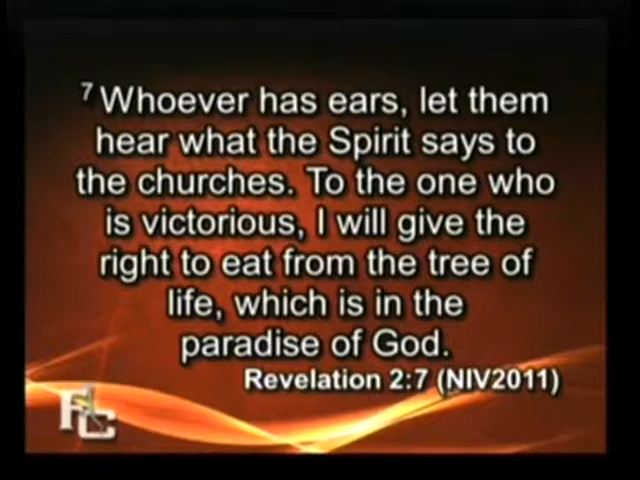 7 Whoever has ears, let them
hear what the Spirit says to
the churches. To the one who
is victorious, I will give the
right to eat from the tree of
life, which is in the
paradise of God.
Revelation 2:7 (NIV2011)
FLC